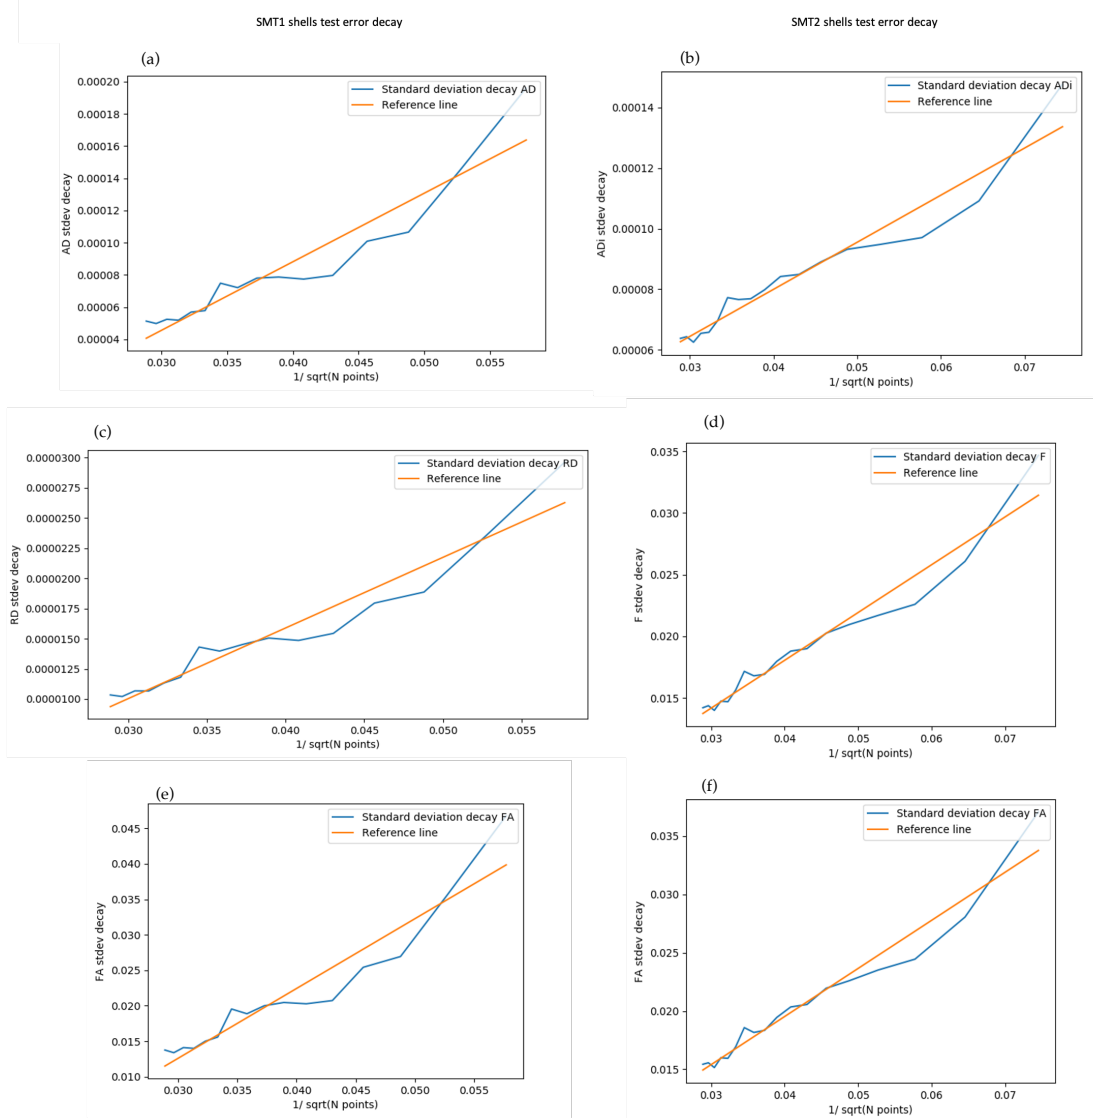 SMT1 shells test error decay
SMT2 shells test error decay
(a)
Standard deviation decay AD
Reference line
0.00020
0.00018
0.00016
0.00014
0.00012
0.00010
0.00008
0.00006
0.00004
AD stdev decay
0.030 0.035 0.040 0.045 0.050 0.055
1/ sqrt(N points)
(b)
Standard deviation decay ADi
Reference line
0.00014
0.00012
0.00010
0.00008
0.00006
ADi stdev decay
0.03 0.04 0.05 0.06 0.07
1/ sqrt(N points)
(c)
Standard deviation decay RD
Reference line
0.0000300
0.0000275
0.0000250
0.0000225
0.0000200
0.0000175
0.0000150
0.0000125
0.0000100
RD stdev decay
0.030 0.035 0.040 0.045 0.050 0.055
1/ sqrt(N points)
(d)
Standard deviation decay F
Reference line
0.035
0.030
0.025
0.020
0.015
F stdev decay
0.03 0.04 0.05 0.06 0.07
1/ sqrt(N points)
(e)
Standard deviation decay FA
Reference line
0.045
0.040
0.035
0.030
0.025
0.020
0.015
0.010
FA stdev decay
0.030 0.035 0.040 0.045 0.050 0.055
1/ sqrt(N points)
(f)
Standard deviation decay FA
Reference line
0.035
0.030
0.025
0.020
0.015
FA stdev decay
0.03 0.04 0.05 0.06 0.07
1/ sqrt(N points)